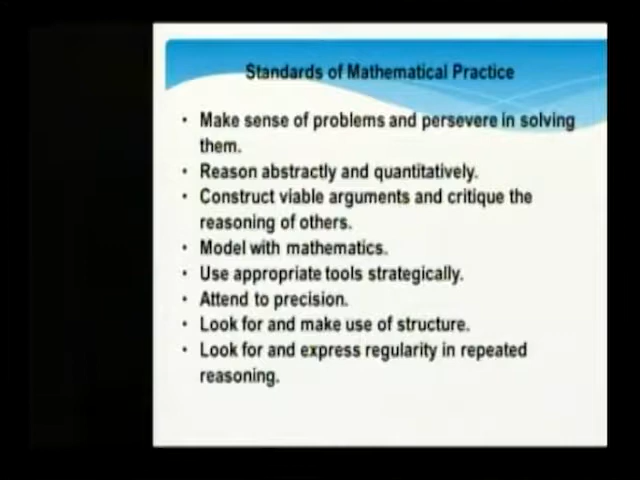 Standards of Mathematical Practice
• Make sense of problems and persevere in solving
them.
• Reason abstractly and quantitatively.
• Construct viable arguments and critique the
reasoning of others.
• Model with mathematics.
• Use appropriate tools strategically.
• Attend to precision.
• Look for and make use of structure.
• Look for and express regularity in repeated
reasoning.